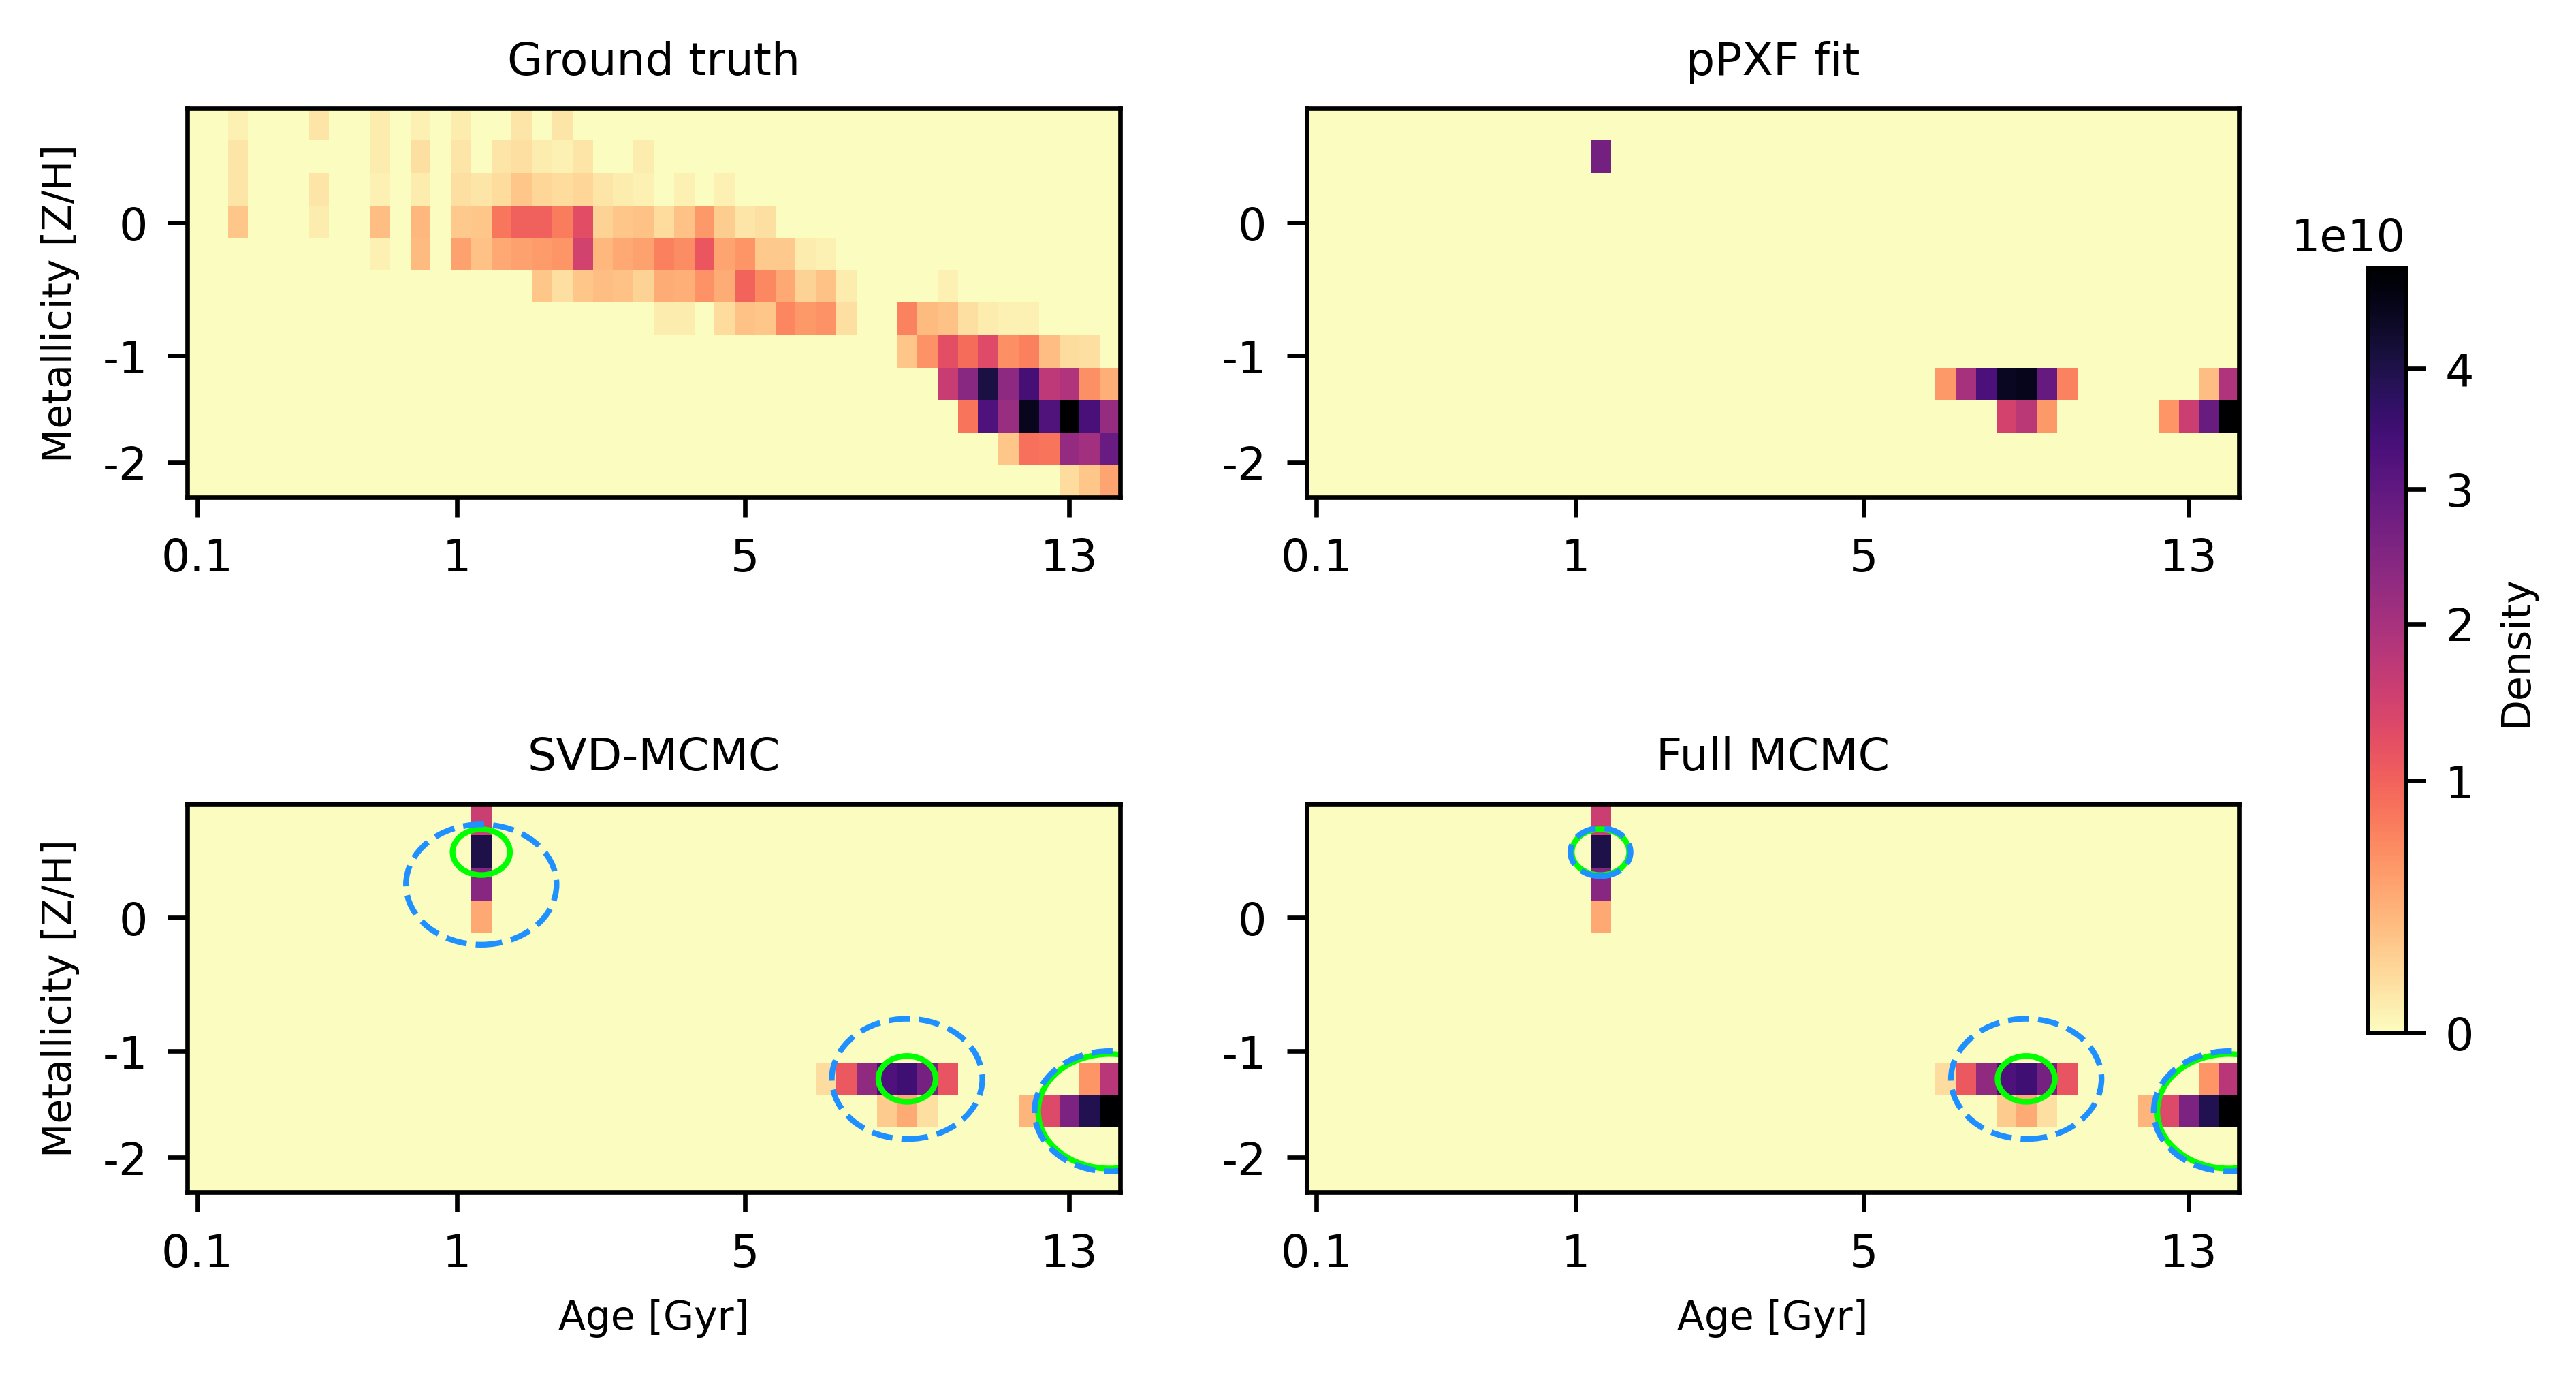 Ground truth
pPXF fit
Metallicity [Z/H]
0
-1
-2
0.1 1 5 13
0
-1
-2
0.1 1 5 13
SVD-MCMC
Full MCMC
Metallicity [Z/H]
0
-1
-2
0.1 1 5 13
Age [Gyr]
0
-1
-2
0.1 1 5 13
Age [Gyr]
1e10
4
3
2
1
0
Density